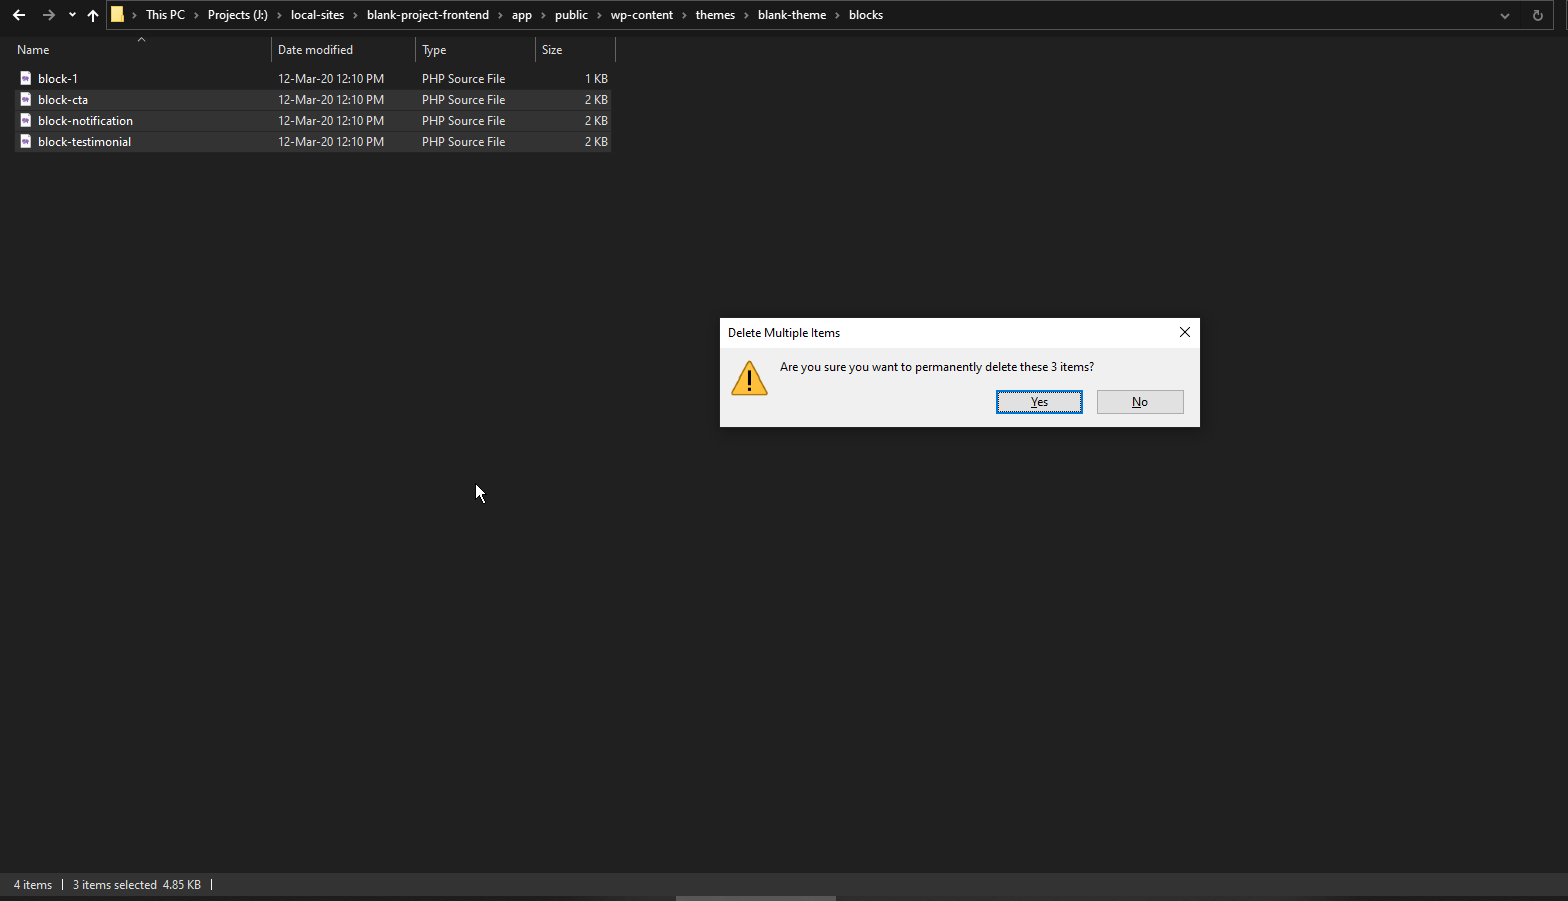 This PC > Projects (J:) > local-sites > blank-project-frontend > app > public > wp-content > themes > blank-theme > blocks
Name Date modified Type Size
block-1 12-Mar-20 12:10 PM PHP Source File 1 KB
block-cta 12-Mar-20 12:10 PM PHP Source File 2 KB
block-notification 12-Mar-20 12:10 PM PHP Source File 2 KB
block-testimonial 12-Mar-20 12:10 PM PHP Source File 2 KB
Delete Multiple Items
Are you sure you want to permanently delete these 3 items?
Yes No
4 items | 3 items selected 4.85 KB |